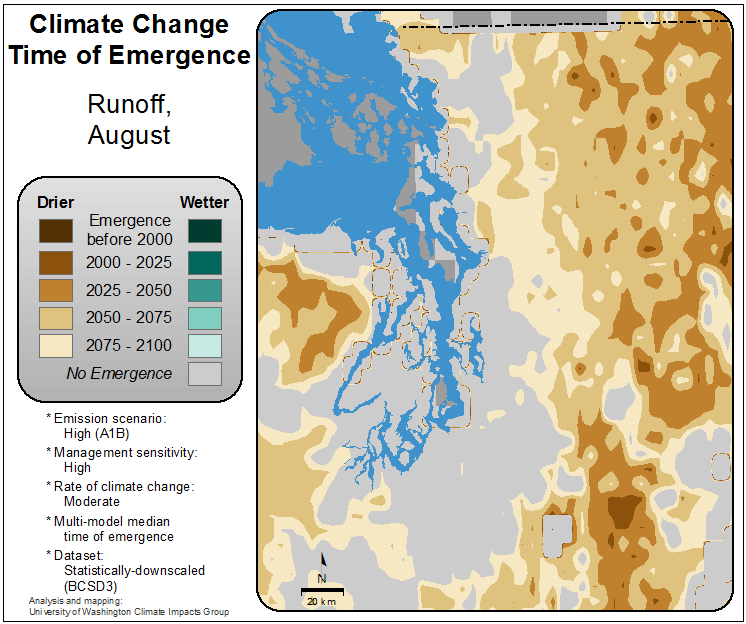 Climate Change
Time of Emergence
Runoff,
August
Drier Wetter
Emergence
before 2000
2000 - 2025
2025 - 2050
2050 - 2075
2075 - 2100
No Emergence
* Emission scenario:
High (A1B)
* Management sensitivity:
High
* Rate of climate change:
Moderate
* Multi-model median
time of emergence
* Dataset:
Statistically-downscaled
(BCSD3)
Analysis and mapping:
University of Washington Climate Impacts Group
N
20 km